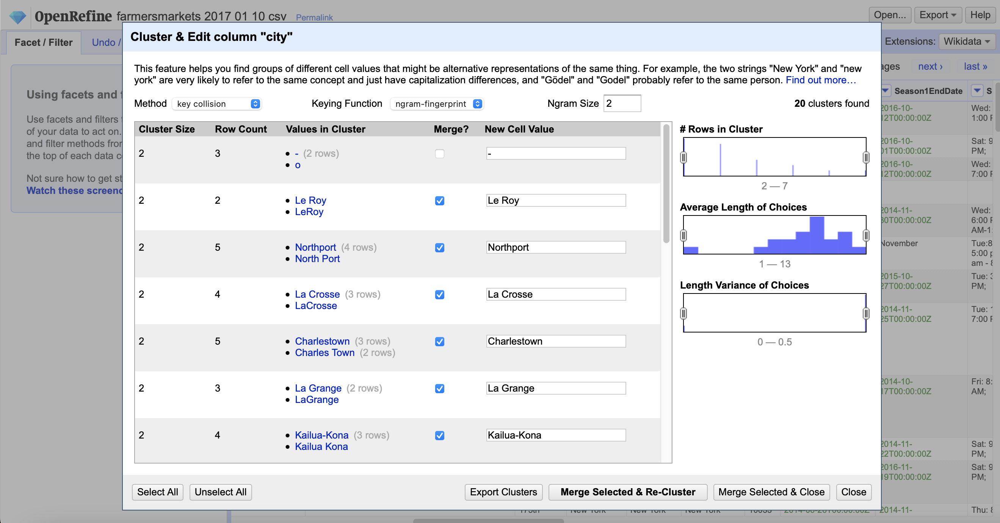 OpenRefine farmersmarkets 2017 01 10 csv Permalink
Open... Export Help
Facet / Filter Undo /
Extensions: Wikidata
next › last »
Using facets and
Use facets and filters
of your data to act on.
and filter methods
the top of each data
Not sure how to get
Watch these
Cluster & Edit column "city"
This feature helps you find groups of different cell values that might be alternative representations of the same thing. For example, the two strings "New York" and "new
york" are very likely to refer to the same concept and just have capitalization differences, and "Gödel" and "Godel" probably refer to the same person. Find out more…
Method key collision Keying Function ngram-fingerprint Ngram Size 2 20 clusters found
Cluster Size Row Count Values in Cluster Merge? New Cell Value
2 3 - (2 rows) -
o
2 2 Le Roy Le Roy
LeRoy
2 5 Northport (4 rows) Northport
North Port
2 4 La Crosse (3 rows) La Crosse
LaCrosse
2 5 Charlestown (3 rows) Charlestown
Charles Town (2 rows)
2 3 La Grange (2 rows) La Grange
LaGrange
2 4 Kailua-Kona (3 rows) Kailua-Kona
Kailua Kona
# Rows in Cluster
2 — 7
Average Length of Choices
1 — 13
Length Variance of Choices
0 — 0.5
Select All Unselect All Export Clusters Merge Selected & Re-Cluster Merge Selected & Close Close
Season1EndDate S
2016-10-
12T00:00:00Z
Wed:
1:00
2016-10-
01T00:00:00Z
Sat: 9
PM;
2016-10-
12T00:00:00Z
Wed:
7:00
2014-11-
30T00:00:00Z
Wed:
6:00
November
Tue:8
5:00
am -
2015-10-
27T00:00:00Z
Tue:
PM;
2014-11-
25T00:00:00Z
Tue:
7:00
2014-10-
17T00:00:00Z
Fri: 8:
AM;
2014-11-
22T00:00:00Z
Sat: 9
PM;
2016-11-
19T00:00:00Z
Sat: 9
PM;
175th New York New York New York 10033 2014-11-
Thu: